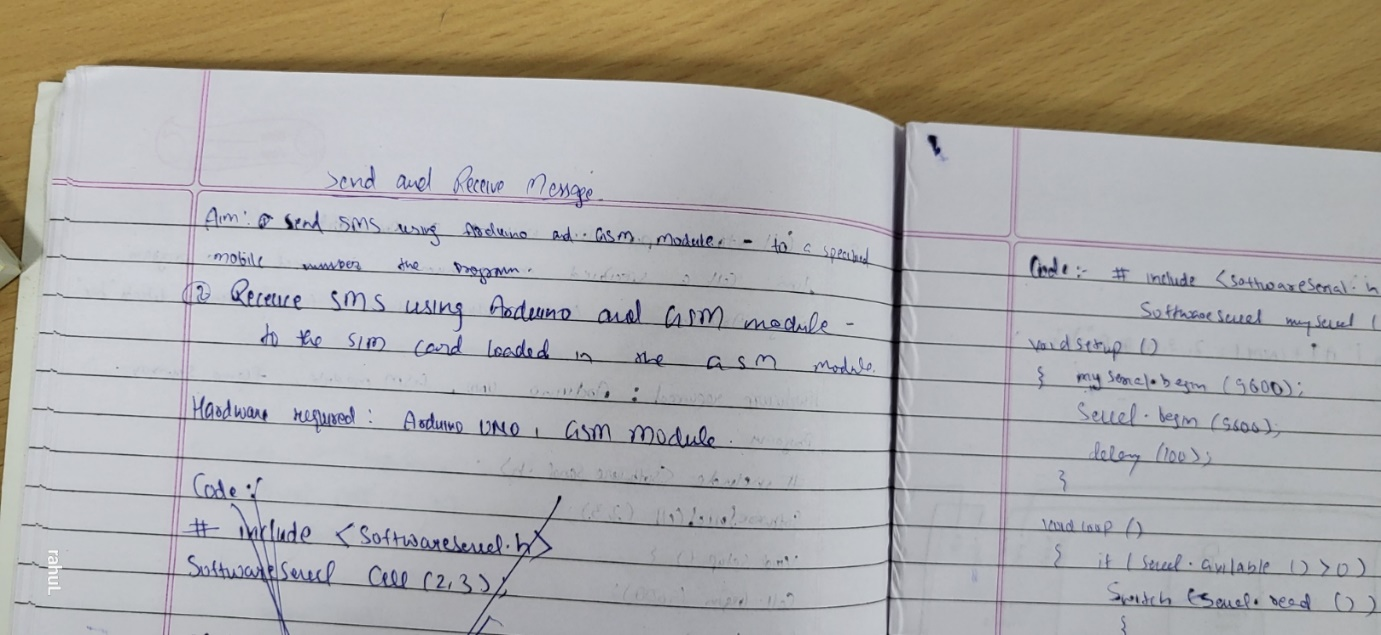 Send and Receive Message.
Aim: Send SMS using Arduino ad. GSM module. - to a specified
mobile number the program.
② Receive SMS using Arduino and GSM module -
to the SIM card loaded in the GSM module.
Hardware required: Arduino UNO, GSM module.
Code:
# include <SoftwareSerial.h>
SoftwareSerial Cell (2,3);
rahul.
Code:- # include <SoftwareSerial.h
SoftwareSerial myserial (
void setup ()
{ myserial.begin (9600);
Serial.begin (9600);
delay (100);
}
void loop ()
{ if (Serial.available () >0)
Switch (Serial.read ())
{